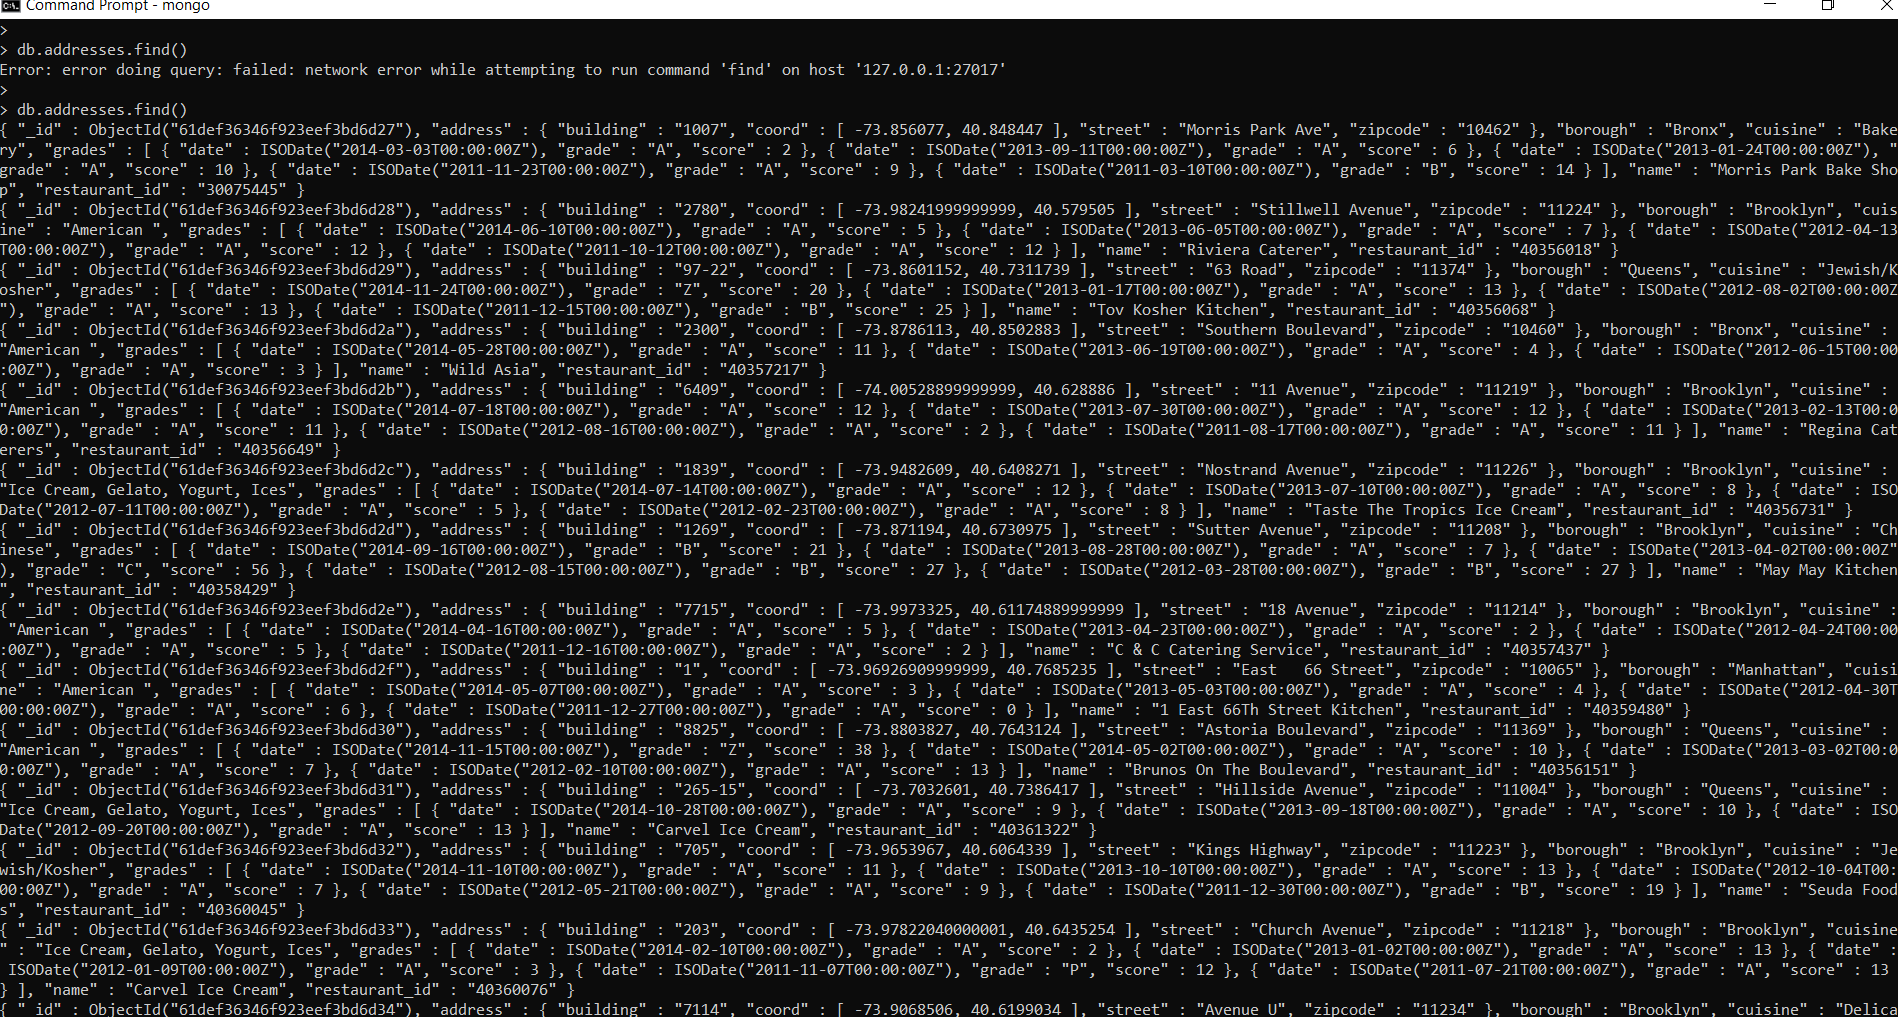 Command Prompt - mongo
>
> db.addresses.find()
Error: error doing query: failed: network error while attempting to run command 'find' on host '127.0.0.1:27017'
>
> db.addresses.find()
{ "_id" : ObjectId("61def36346f923eef3bd6d27"), "address" : { "building" : "1007", "coord" : [ -73.856077, 40.848447 ], "street" : "Morris Park Ave", "zipcode" : "10462" }, "borough" : "Bronx", "cuisine" : "Bake
ry", "grades" : [ { "date" : ISODate("2014-03-03T00:00:00Z"), "grade" : "A", "score" : 2 }, { "date" : ISODate("2013-09-11T00:00:00Z"), "grade" : "A", "score" : 6 }, { "date" : ISODate("2013-01-24T00:00:00Z"), "
grade" : "A", "score" : 10 }, { "date" : ISODate("2011-11-23T00:00:00Z"), "grade" : "A", "score" : 9 }, { "date" : ISODate("2011-03-10T00:00:00Z"), "grade" : "B", "score" : 14 } ], "name" : "Morris Park Bake Sho
p", "restaurant_id" : "30075445" }
{ "_id" : ObjectId("61def36346f923eef3bd6d28"), "address" : { "building" : "2780", "coord" : [ -73.98241999999999, 40.579505 ], "street" : "Stillwell Avenue", "zipcode" : "11224" }, "borough" : "Brooklyn", "cuis
ine" : "American ", "grades" : [ { "date" : ISODate("2014-06-10T00:00:00Z"), "grade" : "A", "score" : 5 }, { "date" : ISODate("2013-06-05T00:00:00Z"), "grade" : "A", "score" : 7 }, { "date" : ISODate("2012-04-13
T00:00:00Z"), "grade" : "A", "score" : 12 }, { "date" : ISODate("2011-10-12T00:00:00Z"), "grade" : "A", "score" : 12 } ], "name" : "Riviera Caterer", "restaurant_id" : "40356018" }
{ "_id" : ObjectId("61def36346f923eef3bd6d29"), "address" : { "building" : "97-22", "coord" : [ -73.8601152, 40.7311739 ], "street" : "63 Road", "zipcode" : "11374" }, "borough" : "Queens", "cuisine" : "Jewish/K
osher", "grades" : [ { "date" : ISODate("2014-11-24T00:00:00Z"), "grade" : "Z", "score" : 20 }, { "date" : ISODate("2013-01-17T00:00:00Z"), "grade" : "A", "score" : 13 }, { "date" : ISODate("2012-08-02T00:00:00Z
"), "grade" : "A", "score" : 13 }, { "date" : ISODate("2011-12-15T00:00:00Z"), "grade" : "B", "score" : 25 } ], "name" : "Tov Kosher Kitchen", "restaurant_id" : "40356068" }
{ "_id" : ObjectId("61def36346f923eef3bd6d2a"), "address" : { "building" : "2300", "coord" : [ -73.8786113, 40.8502883 ], "street" : "Southern Boulevard", "zipcode" : "10460" }, "borough" : "Bronx", "cuisine" :
"American ", "grades" : [ { "date" : ISODate("2014-05-28T00:00:00Z"), "grade" : "A", "score" : 11 }, { "date" : ISODate("2013-06-19T00:00:00Z"), "grade" : "A", "score" : 4 }, { "date" : ISODate("2012-06-15T00:00
:00Z"), "grade" : "A", "score" : 3 } ], "name" : "Wild Asia", "restaurant_id" : "40357217" }
{ "_id" : ObjectId("61def36346f923eef3bd6d2b"), "address" : { "building" : "6409", "coord" : [ -74.00528899999999, 40.628886 ], "street" : "11 Avenue", "zipcode" : "11219" }, "borough" : "Brooklyn", "cuisine" :
"American ", "grades" : [ { "date" : ISODate("2014-07-18T00:00:00Z"), "grade" : "A", "score" : 12 }, { "date" : ISODate("2013-07-30T00:00:00Z"), "grade" : "A", "score" : 12 }, { "date" : ISODate("2013-02-13T00:0
0:00Z"), "grade" : "A", "score" : 11 }, { "date" : ISODate("2012-08-16T00:00:00Z"), "grade" : "A", "score" : 2 }, { "date" : ISODate("2011-08-17T00:00:00Z"), "grade" : "A", "score" : 11 } ], "name" : "Regina Cat
erers", "restaurant_id" : "40356649" }
{ "_id" : ObjectId("61def36346f923eef3bd6d2c"), "address" : { "building" : "1839", "coord" : [ -73.9482609, 40.6408271 ], "street" : "Nostrand Avenue", "zipcode" : "11226" }, "borough" : "Brooklyn", "cuisine" :
"Ice Cream, Gelato, Yogurt, Ices", "grades" : [ { "date" : ISODate("2014-07-14T00:00:00Z"), "grade" : "A", "score" : 12 }, { "date" : ISODate("2013-07-10T00:00:00Z"), "grade" : "A", "score" : 8 }, { "date" : ISO
Date("2012-07-11T00:00:00Z"), "grade" : "A", "score" : 5 }, { "date" : ISODate("2012-02-23T00:00:00Z"), "grade" : "A", "score" : 8 } ], "name" : "Taste The Tropics Ice Cream", "restaurant_id" : "40356731" }
{ "_id" : ObjectId("61def36346f923eef3bd6d2d"), "address" : { "building" : "1269", "coord" : [ -73.871194, 40.6730975 ], "street" : "Sutter Avenue", "zipcode" : "11208" }, "borough" : "Brooklyn", "cuisine" : "Ch
inese", "grades" : [ { "date" : ISODate("2014-09-16T00:00:00Z"), "grade" : "B", "score" : 21 }, { "date" : ISODate("2013-08-28T00:00:00Z"), "grade" : "A", "score" : 7 }, { "date" : ISODate("2013-04-02T00:00:00Z"
), "grade" : "C", "score" : 56 }, { "date" : ISODate("2012-08-15T00:00:00Z"), "grade" : "B", "score" : 27 }, { "date" : ISODate("2012-03-28T00:00:00Z"), "grade" : "B", "score" : 27 } ], "name" : "May May Kitchen
", "restaurant_id" : "40358429" }
{ "_id" : ObjectId("61def36346f923eef3bd6d2e"), "address" : { "building" : "7715", "coord" : [ -73.9973325, 40.61174889999999 ], "street" : "18 Avenue", "zipcode" : "11214" }, "borough" : "Brooklyn", "cuisine" :
 "American ", "grades" : [ { "date" : ISODate("2014-04-16T00:00:00Z"), "grade" : "A", "score" : 5 }, { "date" : ISODate("2013-04-23T00:00:00Z"), "grade" : "A", "score" : 2 }, { "date" : ISODate("2012-04-24T00:00
:00Z"), "grade" : "A", "score" : 5 }, { "date" : ISODate("2011-12-16T00:00:00Z"), "grade" : "A", "score" : 2 } ], "name" : "C & C Catering Service", "restaurant_id" : "40357437" }
{ "_id" : ObjectId("61def36346f923eef3bd6d2f"), "address" : { "building" : "1", "coord" : [ -73.96926909999999, 40.7685235 ], "street" : "East   66 Street", "zipcode" : "10065" }, "borough" : "Manhattan", "cuisi
ne" : "American ", "grades" : [ { "date" : ISODate("2014-05-07T00:00:00Z"), "grade" : "A", "score" : 3 }, { "date" : ISODate("2013-05-03T00:00:00Z"), "grade" : "A", "score" : 4 }, { "date" : ISODate("2012-04-30T
00:00:00Z"), "grade" : "A", "score" : 6 }, { "date" : ISODate("2011-12-27T00:00:00Z"), "grade" : "A", "score" : 0 } ], "name" : "1 East 66Th Street Kitchen", "restaurant_id" : "40359480" }
{ "_id" : ObjectId("61def36346f923eef3bd6d30"), "address" : { "building" : "8825", "coord" : [ -73.8803827, 40.7643124 ], "street" : "Astoria Boulevard", "zipcode" : "11369" }, "borough" : "Queens", "cuisine" :
"American ", "grades" : [ { "date" : ISODate("2014-11-15T00:00:00Z"), "grade" : "Z", "score" : 38 }, { "date" : ISODate("2014-05-02T00:00:00Z"), "grade" : "A", "score" : 10 }, { "date" : ISODate("2013-03-02T00:0
0:00Z"), "grade" : "A", "score" : 7 }, { "date" : ISODate("2012-02-10T00:00:00Z"), "grade" : "A", "score" : 13 } ], "name" : "Brunos On The Boulevard", "restaurant_id" : "40356151" }
{ "_id" : ObjectId("61def36346f923eef3bd6d31"), "address" : { "building" : "265-15", "coord" : [ -73.7032601, 40.7386417 ], "street" : "Hillside Avenue", "zipcode" : "11004" }, "borough" : "Queens", "cuisine" :
"Ice Cream, Gelato, Yogurt, Ices", "grades" : [ { "date" : ISODate("2014-10-28T00:00:00Z"), "grade" : "A", "score" : 9 }, { "date" : ISODate("2013-09-18T00:00:00Z"), "grade" : "A", "score" : 10 }, { "date" : ISO
Date("2012-09-20T00:00:00Z"), "grade" : "A", "score" : 13 } ], "name" : "Carvel Ice Cream", "restaurant_id" : "40361322" }
{ "_id" : ObjectId("61def36346f923eef3bd6d32"), "address" : { "building" : "705", "coord" : [ -73.9653967, 40.6064339 ], "street" : "Kings Highway", "zipcode" : "11223" }, "borough" : "Brooklyn", "cuisine" : "Je
wish/Kosher", "grades" : [ { "date" : ISODate("2014-11-10T00:00:00Z"), "grade" : "A", "score" : 11 }, { "date" : ISODate("2013-10-10T00:00:00Z"), "grade" : "A", "score" : 13 }, { "date" : ISODate("2012-10-04T00:
00:00Z"), "grade" : "A", "score" : 7 }, { "date" : ISODate("2012-05-21T00:00:00Z"), "grade" : "A", "score" : 9 }, { "date" : ISODate("2011-12-30T00:00:00Z"), "grade" : "B", "score" : 19 } ], "name" : "Seuda Food
s", "restaurant_id" : "40360045" }
{ "_id" : ObjectId("61def36346f923eef3bd6d33"), "address" : { "building" : "203", "coord" : [ -73.97822040000001, 40.6435254 ], "street" : "Church Avenue", "zipcode" : "11218" }, "borough" : "Brooklyn", "cuisine
" : "Ice Cream, Gelato, Yogurt, Ices", "grades" : [ { "date" : ISODate("2014-02-10T00:00:00Z"), "grade" : "A", "score" : 2 }, { "date" : ISODate("2013-01-02T00:00:00Z"), "grade" : "A", "score" : 13 }, { "date" :
 ISODate("2012-01-09T00:00:00Z"), "grade" : "A", "score" : 3 }, { "date" : ISODate("2011-11-07T00:00:00Z"), "grade" : "P", "score" : 12 }, { "date" : ISODate("2011-07-21T00:00:00Z"), "grade" : "A", "score" : 13
} ], "name" : "Carvel Ice Cream", "restaurant_id" : "40360076" }
{ "_id" : ObjectId("61def36346f923eef3bd6d34"), "address" : { "building" : "7114", "coord" : [ -73.9068506, 40.6199034 ], "street" : "Avenue U", "zipcode" : "11234" }, "borough" : "Brooklyn", "cuisine" : "Delica